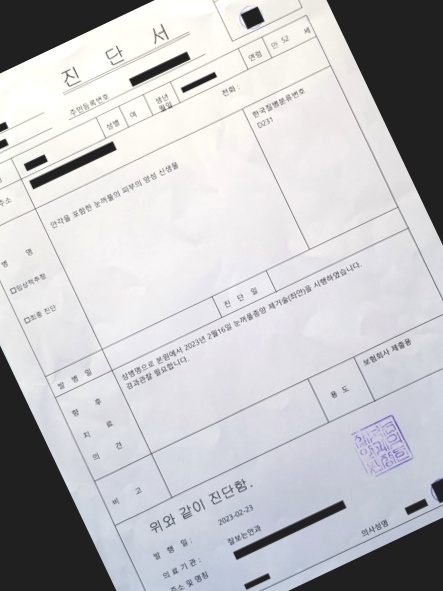 진 단 서
주민등록번호
성별 여 생년월일 연령 만 52 세
주소 전화 :
병 명
안각을 포함한 눈꺼풀의 피부의 양성 신생물
한국질병분류번호
D231
□임상적추정
□최종 진단
발 병 일
진 단 일
향 후 치 료 의 견
상병명으로 본원에서 2023년 2월16일 눈꺼풀종양 제거술(좌안)을 시행하였습니다.
경과관찰 필요합니다.
비 고
용 도
보험회사 제출용
위와 같이 진단함.
발 행 일 : 2023-02-23
의 료 기 관 : 잘보는안과
주소 및 명칭
의사성명